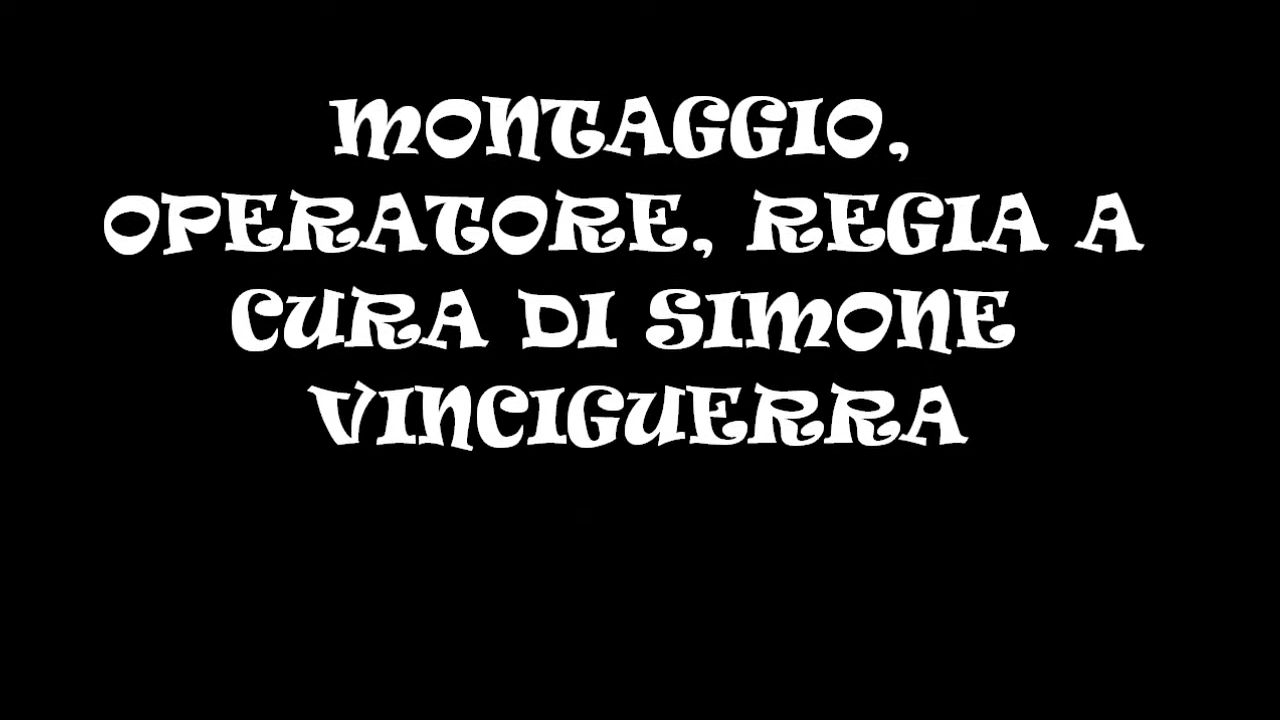 MONTAGGIO,
OPERATORE, REGIA A
CURA DI SIMONE
VINCIGUERRA